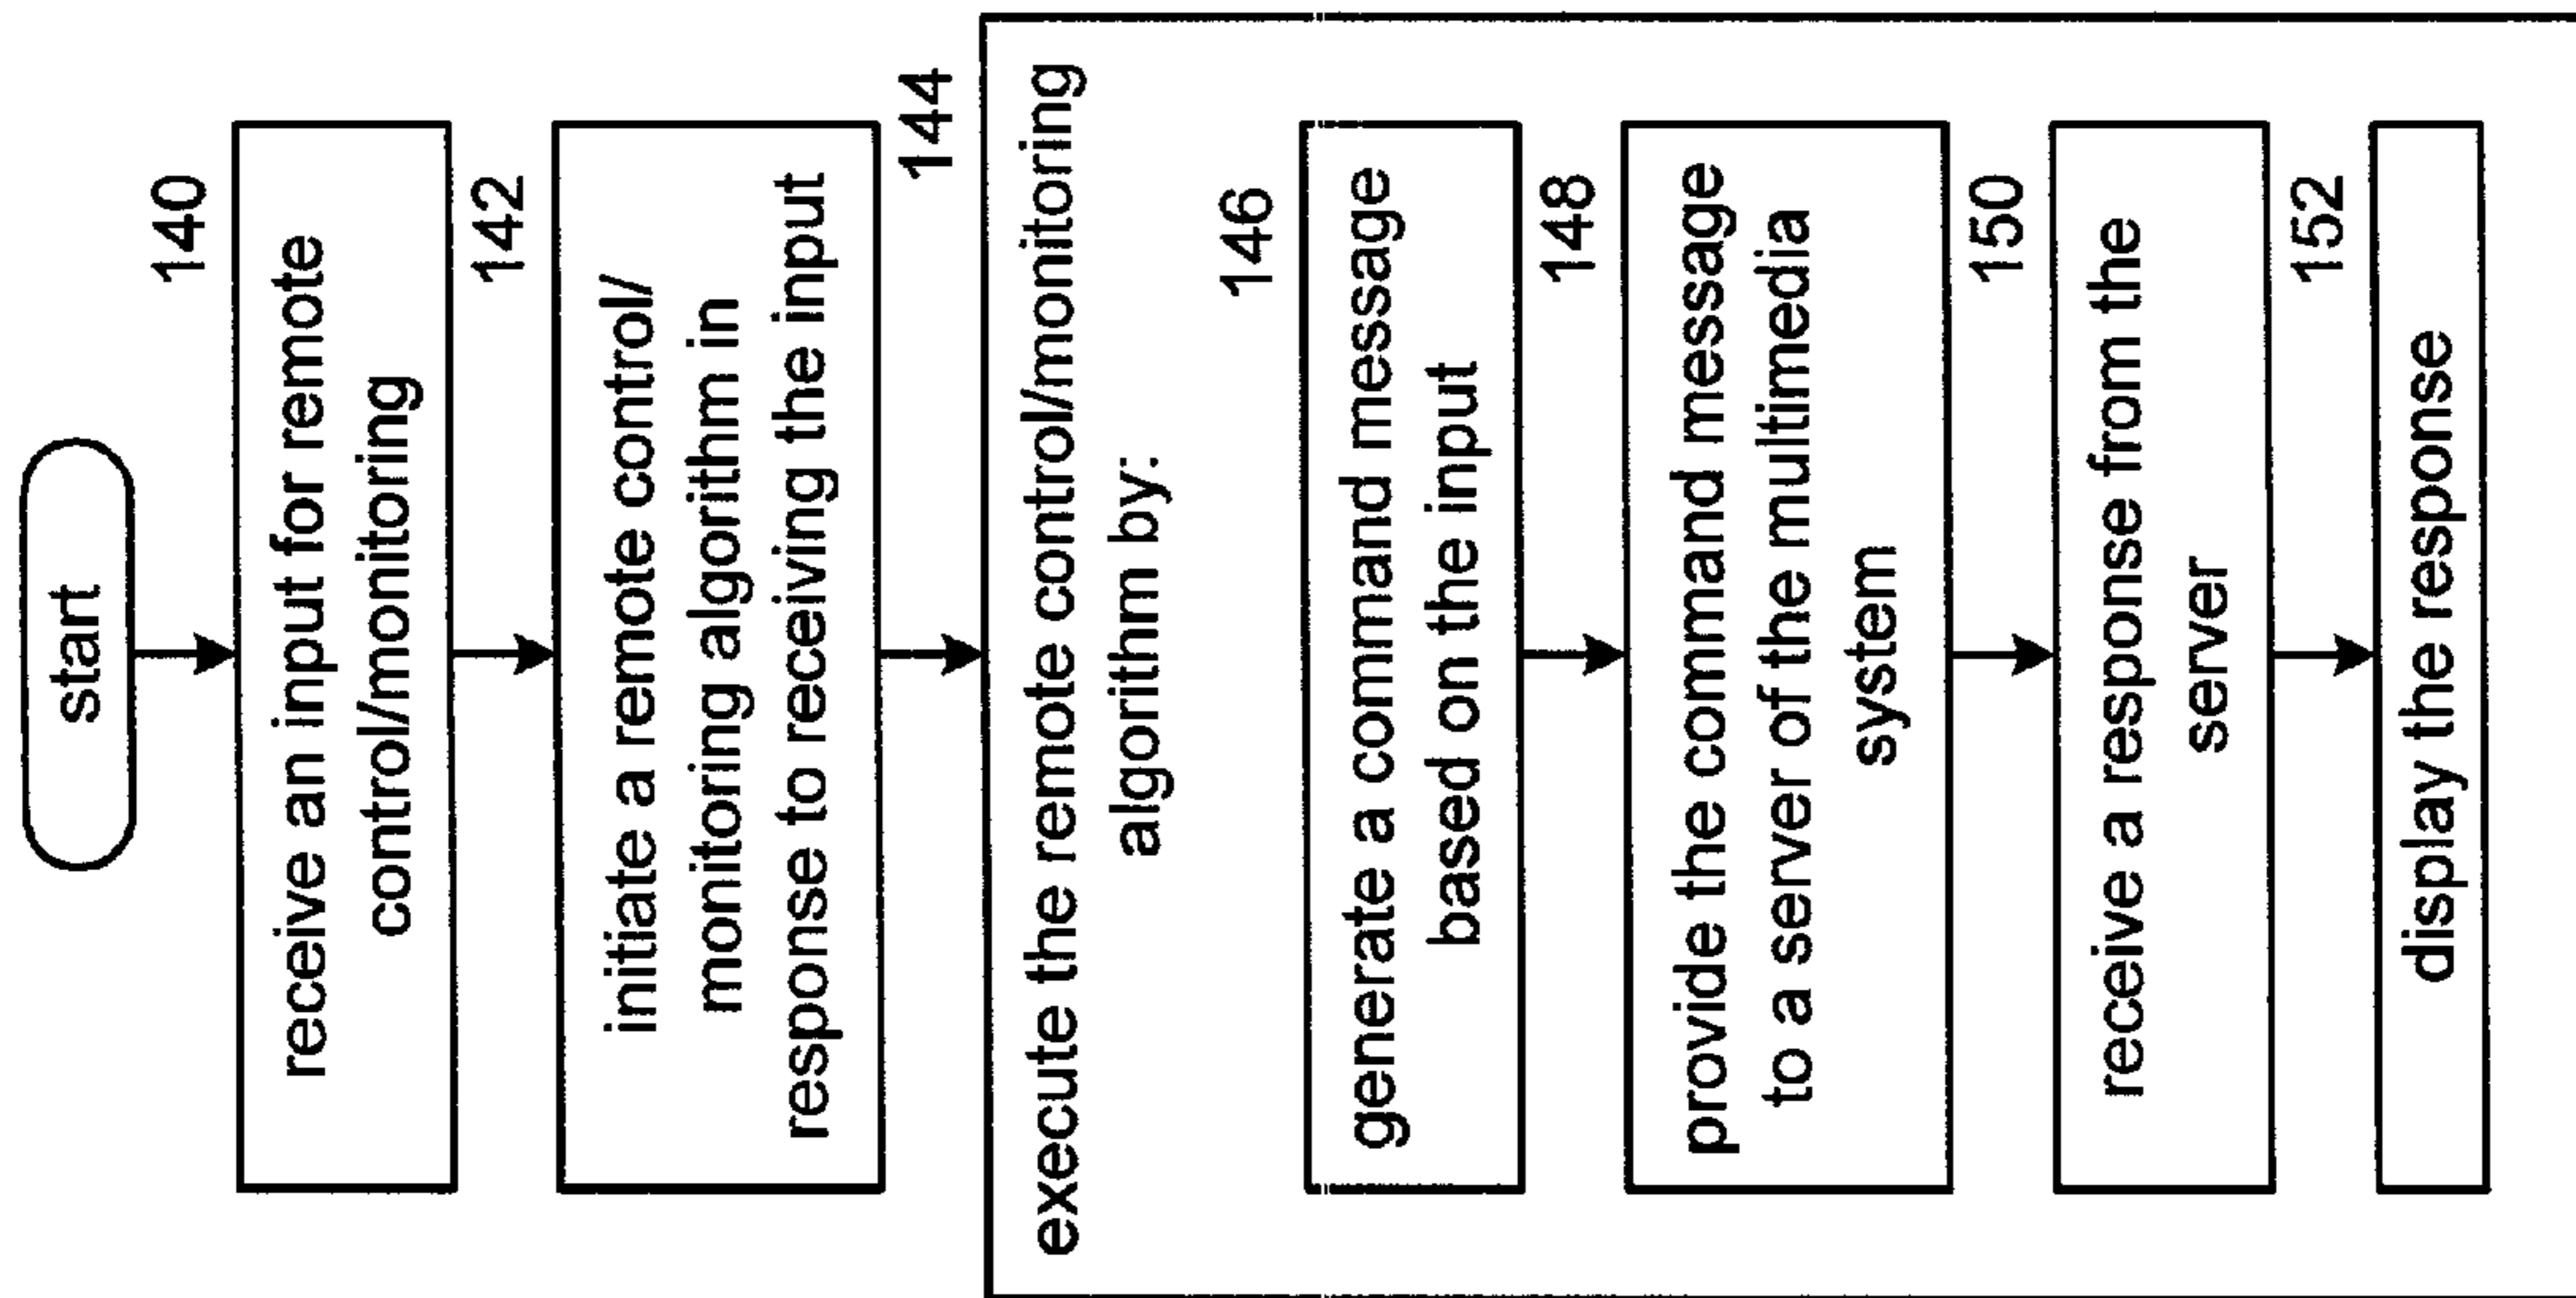 start
140
receive an input for remote
control/monitoring
142
initiate a remote control/
monitoring algorithm in
response to receiving the input
144
execute the remote control/monitoring
algorithm by:
146
generate a command message
based on the input
148
provide the command message
to a server of the multimedia
system
150
receive a response from the
server
152
display the response